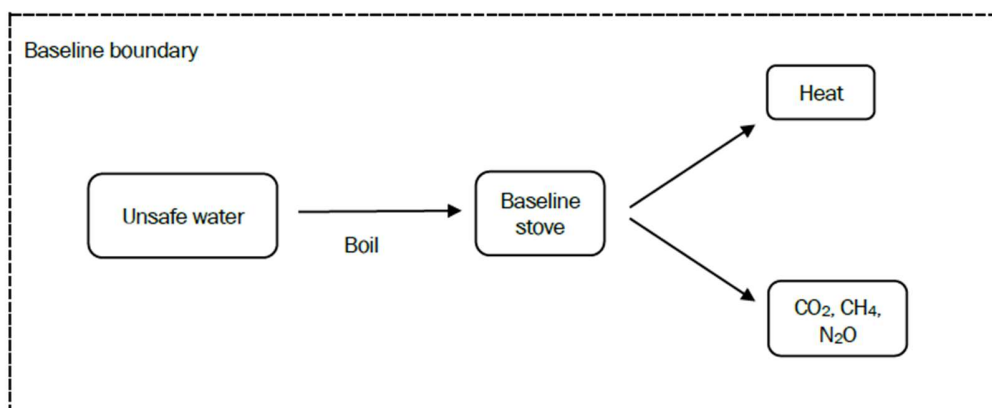 Baseline boundary
Heat
Unsafe water
Boil
Baseline
stove
CO₂, CH₄,
N₂O